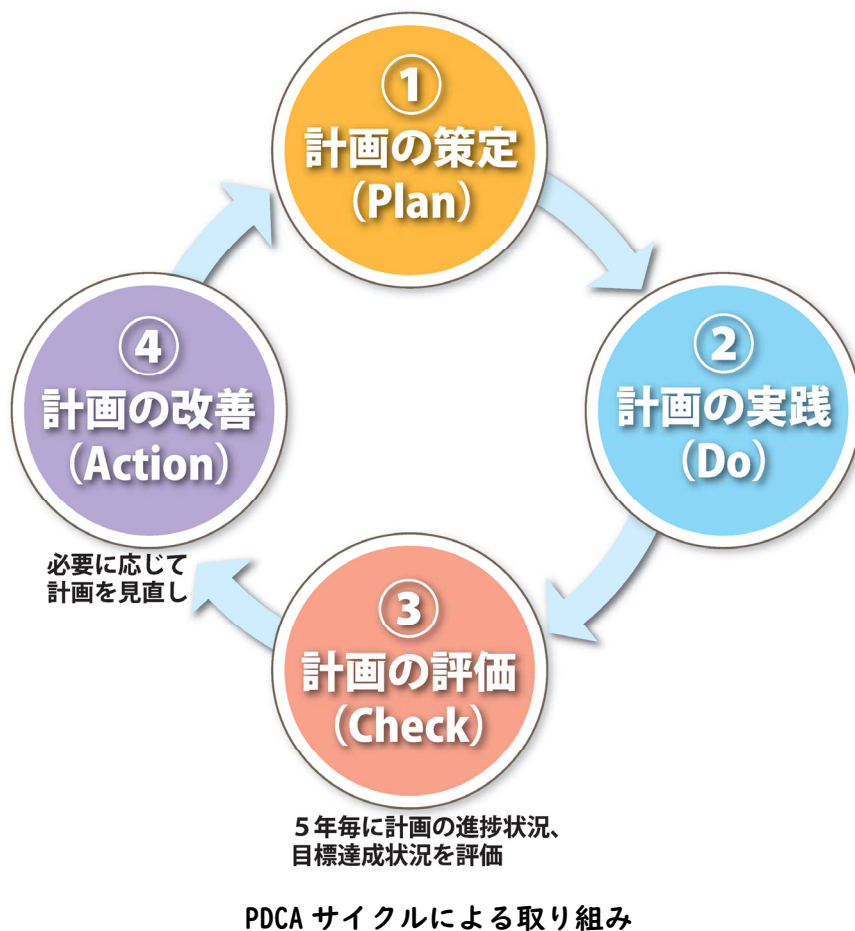 ①
計画の策定
（Plan）
②
計画の実践
（Do）
③
計画の評価
（Check）
５年毎に計画の進捗状況、
目標達成状況を評価
④
計画の改善
（Action）
必要に応じて
計画を見直し
PDCA サイクルによる取り組み